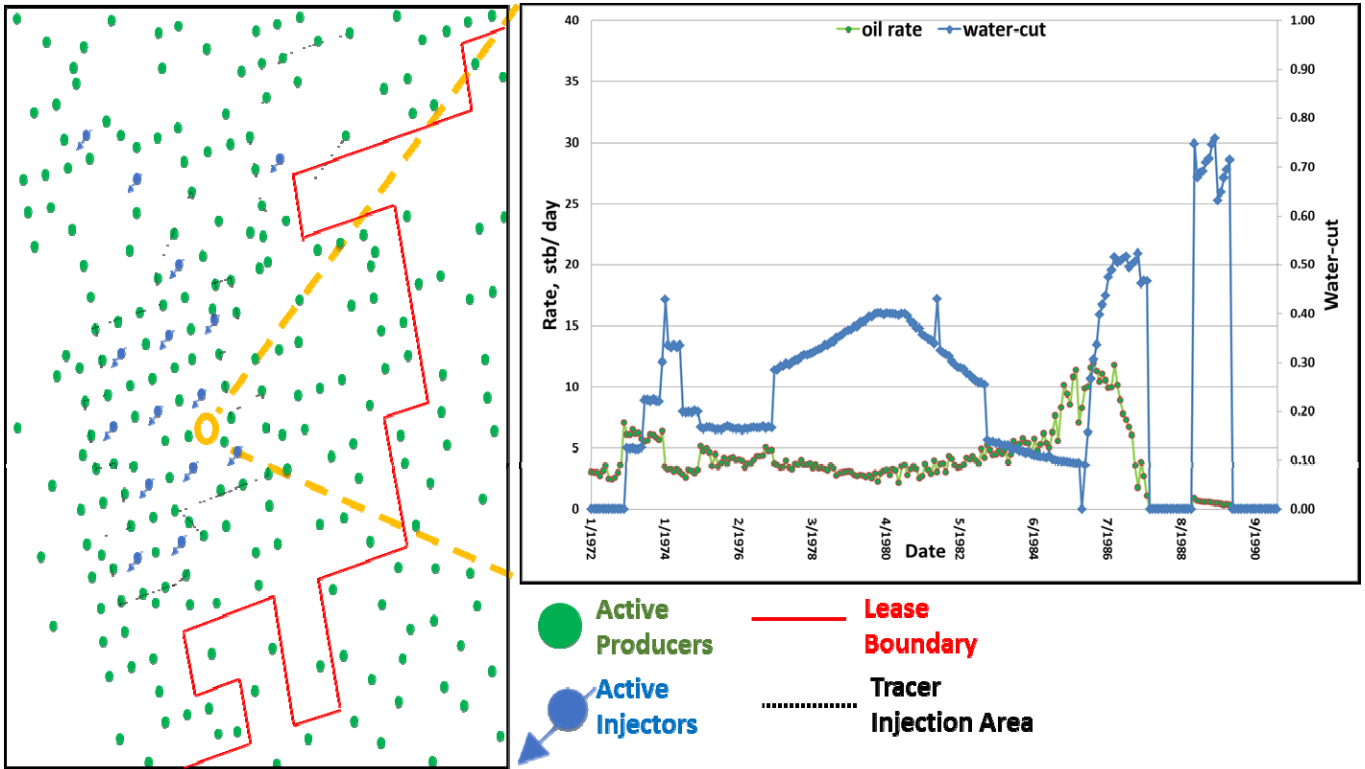 oil rate water-cut
40
35
30
25
20
15
10
5
0
Rate, stb/ day
1.00
0.90
0.80
0.70
0.60
0.50
0.40
0.30
0.20
0.10
0.00
Water-cut
1/1972
1/1974
2/1976
3/1978
4/1980
5/1982
6/1984
7/1986
8/1988
9/1990
Date
Active
Producers
Lease
Boundary
Active
Injectors
Tracer
Injection Area